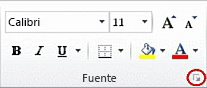 Calibri 11 A A
N K S A
Fuente